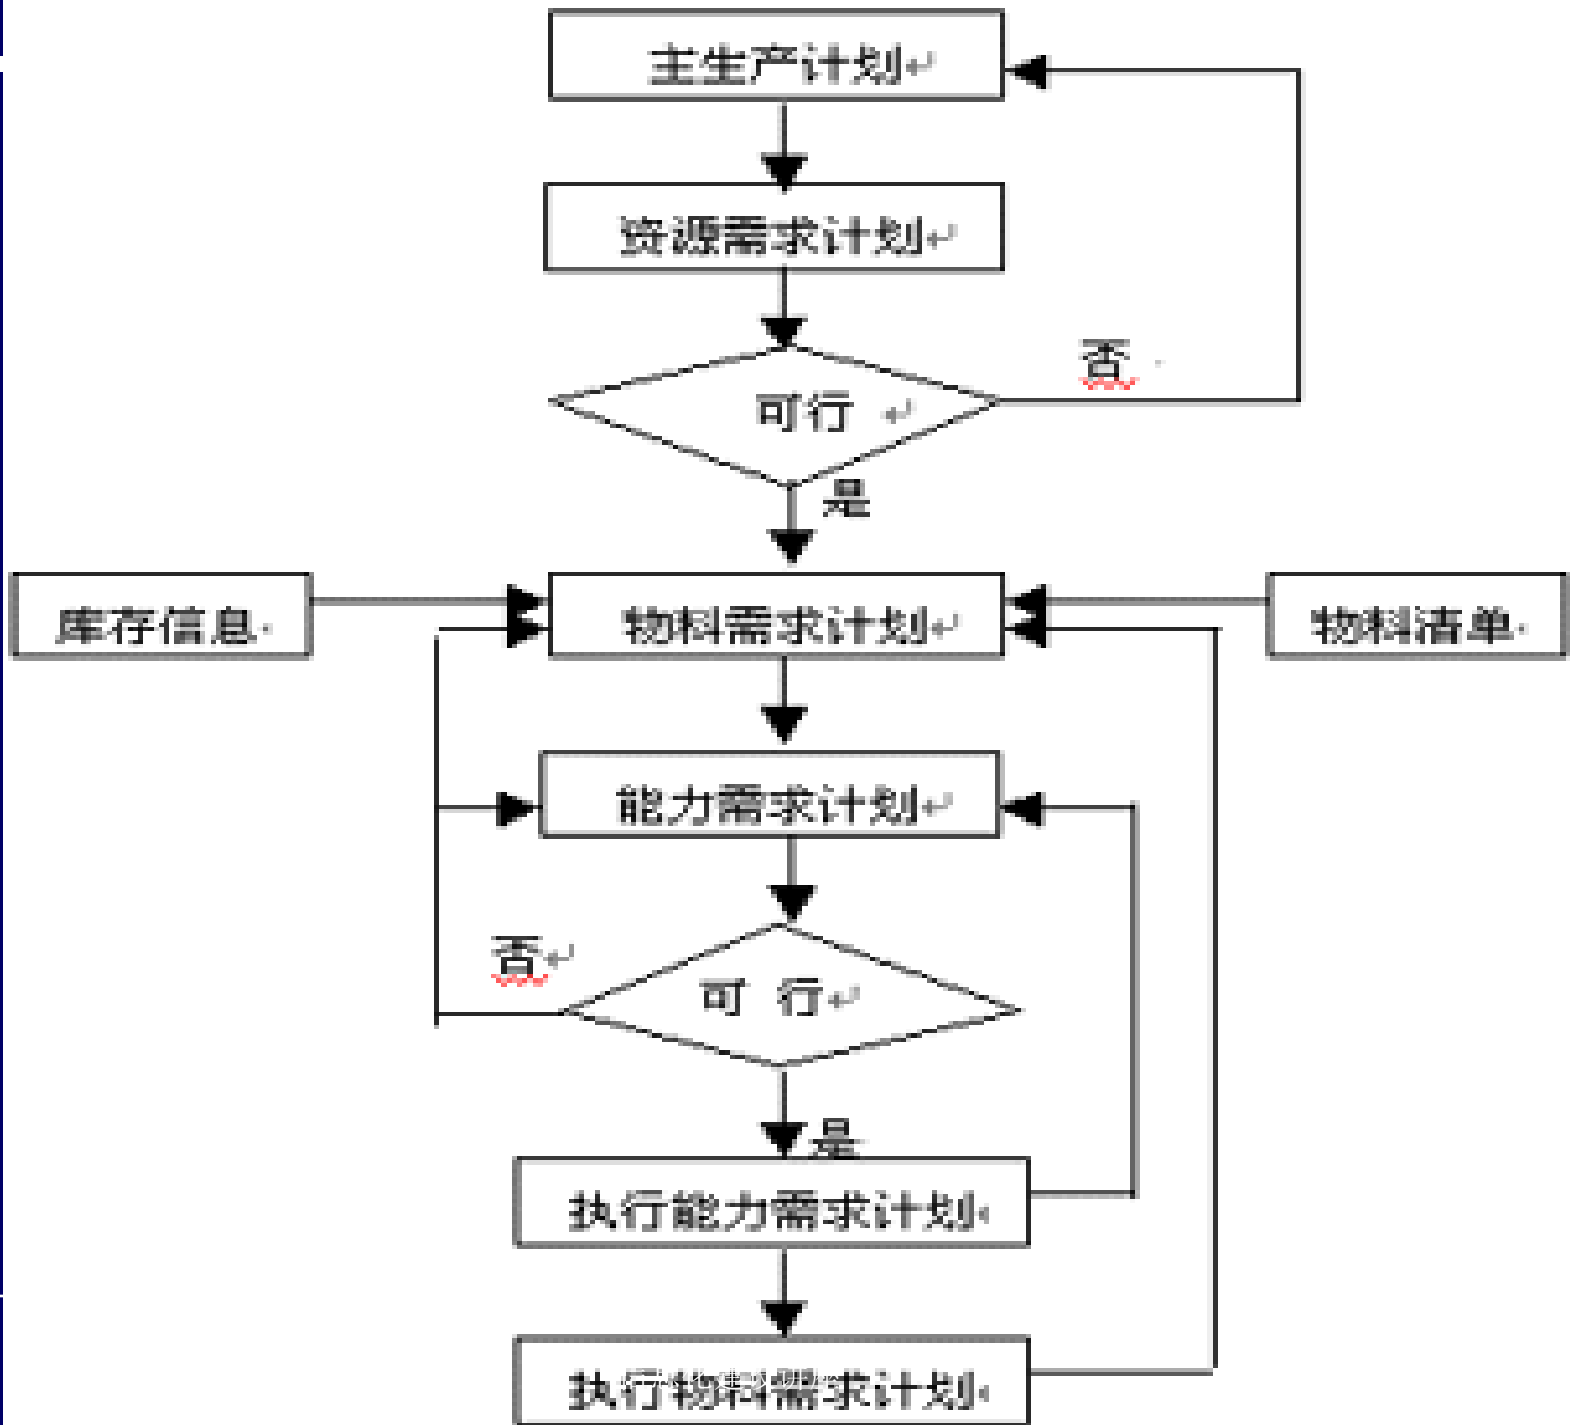 主生产计划
资源需求计划
否
可行
是
库存信息
物料需求计划
物料清单
能力需求计划
否
可 行
是
执行能力需求计划
执行物料需求计划